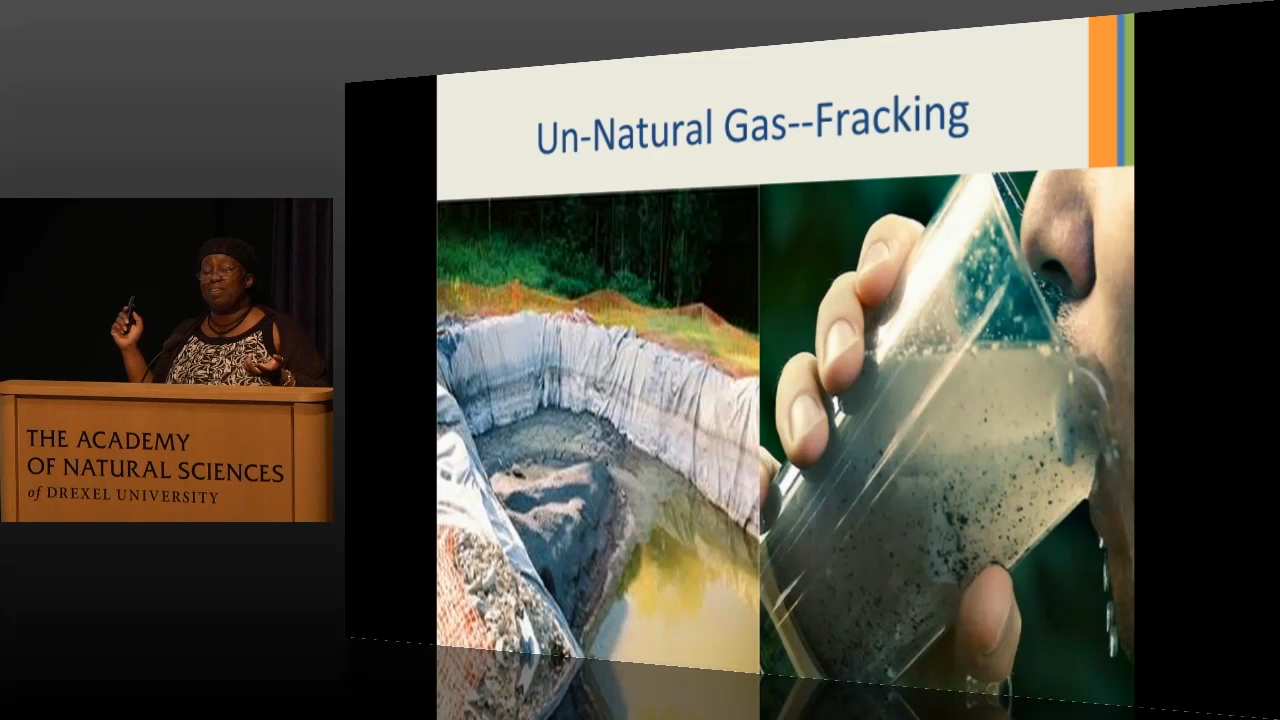 Un-Natural Gas--Fracking
THE ACADEMY
OF NATURAL SCIENCES
of DREXEL UNIVERSITY